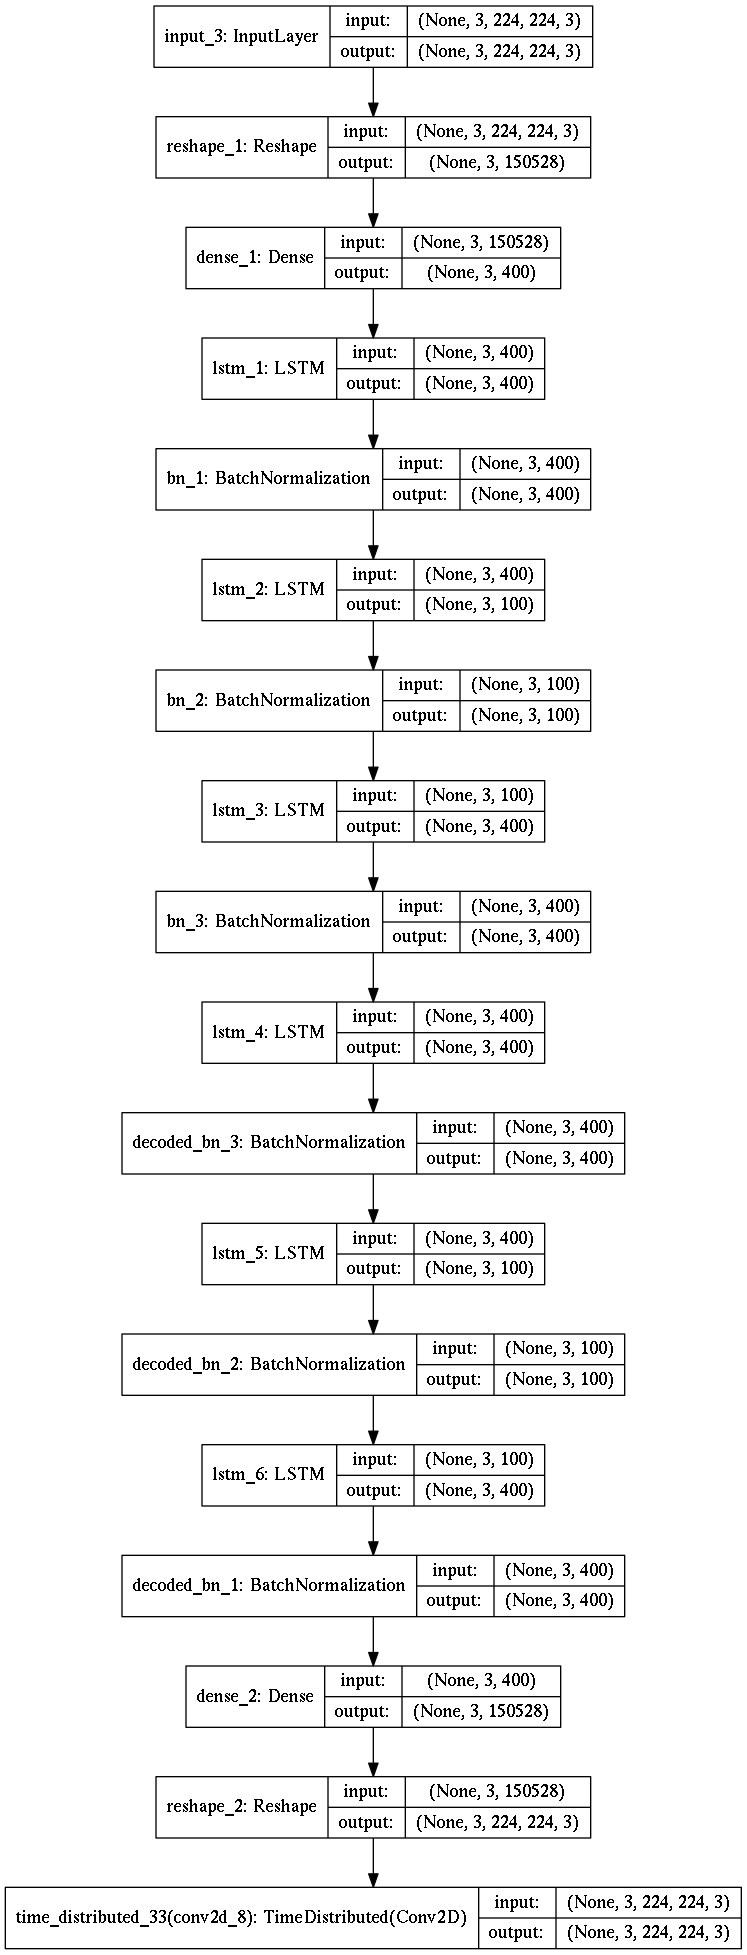 input_3: InputLayer
input: (None, 3, 224, 224, 3)
output: (None, 3, 224, 224, 3)
reshape_1: Reshape
input: (None, 3, 224, 224, 3)
output: (None, 3, 150528)
dense_1: Dense
input: (None, 3, 150528)
output: (None, 3, 400)
lstm_1: LSTM
input: (None, 3, 400)
output: (None, 3, 400)
bn_1: BatchNormalization
input: (None, 3, 400)
output: (None, 3, 400)
lstm_2: LSTM
input: (None, 3, 400)
output: (None, 3, 100)
bn_2: BatchNormalization
input: (None, 3, 100)
output: (None, 3, 100)
lstm_3: LSTM
input: (None, 3, 100)
output: (None, 3, 400)
bn_3: BatchNormalization
input: (None, 3, 400)
output: (None, 3, 400)
lstm_4: LSTM
input: (None, 3, 400)
output: (None, 3, 400)
decoded_bn_3: BatchNormalization
input: (None, 3, 400)
output: (None, 3, 400)
lstm_5: LSTM
input: (None, 3, 400)
output: (None, 3, 100)
decoded_bn_2: BatchNormalization
input: (None, 3, 100)
output: (None, 3, 100)
lstm_6: LSTM
input: (None, 3, 100)
output: (None, 3, 400)
decoded_bn_1: BatchNormalization
input: (None, 3, 400)
output: (None, 3, 400)
dense_2: Dense
input: (None, 3, 400)
output: (None, 3, 150528)
reshape_2: Reshape
input: (None, 3, 150528)
output: (None, 3, 224, 224, 3)
time_distributed_33(conv2d_8): TimeDistributed(Conv2D)
input: (None, 3, 224, 224, 3)
output: (None, 3, 224, 224, 3)